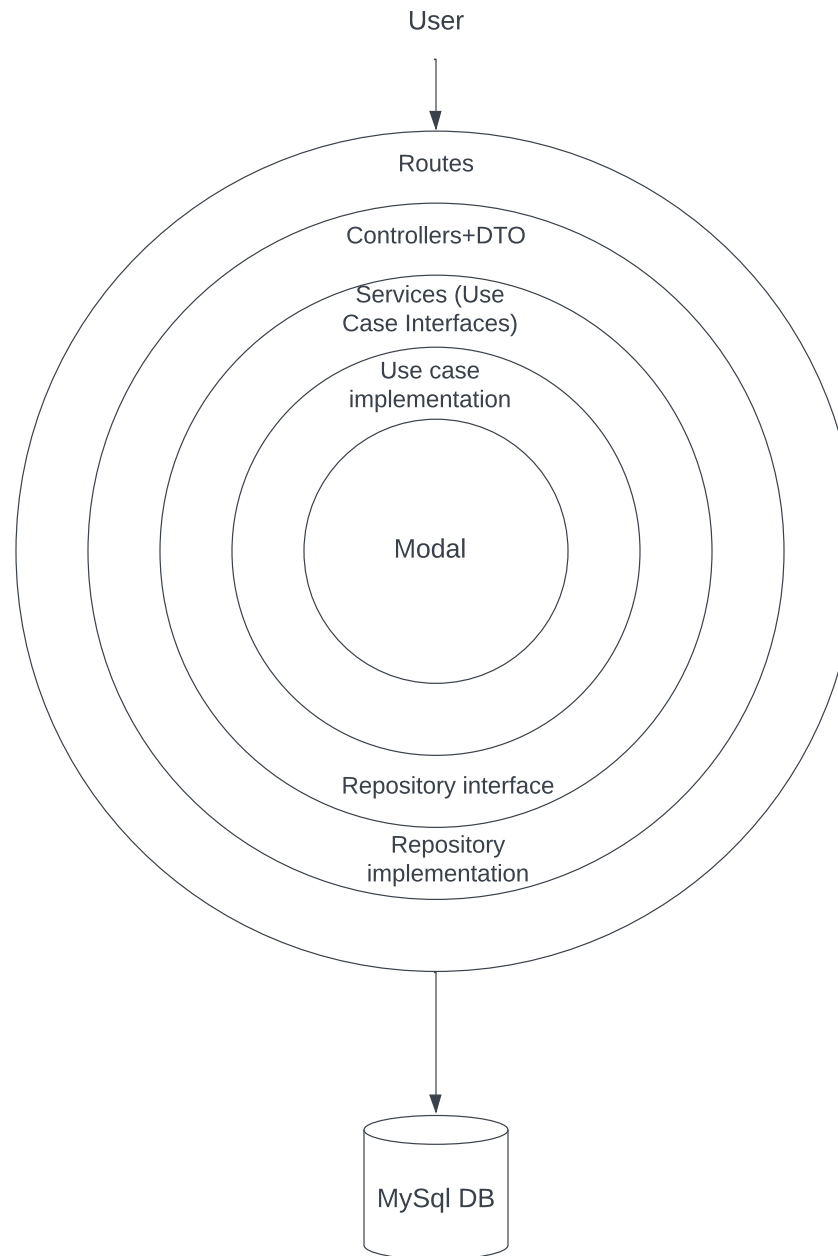 User
Routes
Controllers+DTO
Services (Use
Case Interfaces)
Use case
implementation
Modal
Repository interface
Repository
implementation
MySql DB